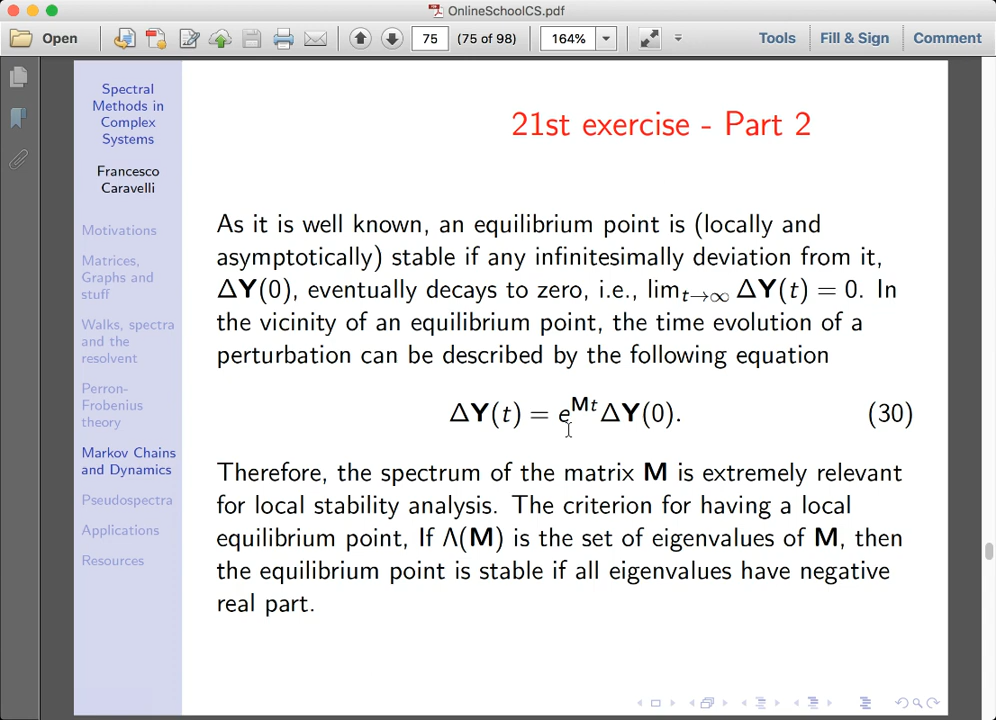 OnlineSchoolCS.pdf
Open
75
(75 of 98)
164%
Tools
Fill & Sign
Comment
Spectral
Methods in
Complex
Systems
Francesco
Caravelli
Motivations
Matrices,
Graphs and
stuff
Walks, spectra
and the
resolvent
Perron-
Frobenius
theory
Markov Chains
and Dynamics
Pseudospectra
Applications
Resources
21st exercise - Part 2
As it is well known, an equilibrium point is (locally and
asymptotically) stable if any infinitesimally deviation from it,
ΔY(0), eventually decays to zero, i.e., lim_{t→∞} ΔY(t) = 0. In
the vicinity of an equilibrium point, the time evolution of a
perturbation can be described by the following equation
ΔY(t) = e^{Mt}ΔY(0). (30)
Therefore, the spectrum of the matrix M is extremely relevant
for local stability analysis. The criterion for having a local
equilibrium point, If Λ(M) is the set of eigenvalues of M, then
the equilibrium point is stable if all eigenvalues have negative
real part.